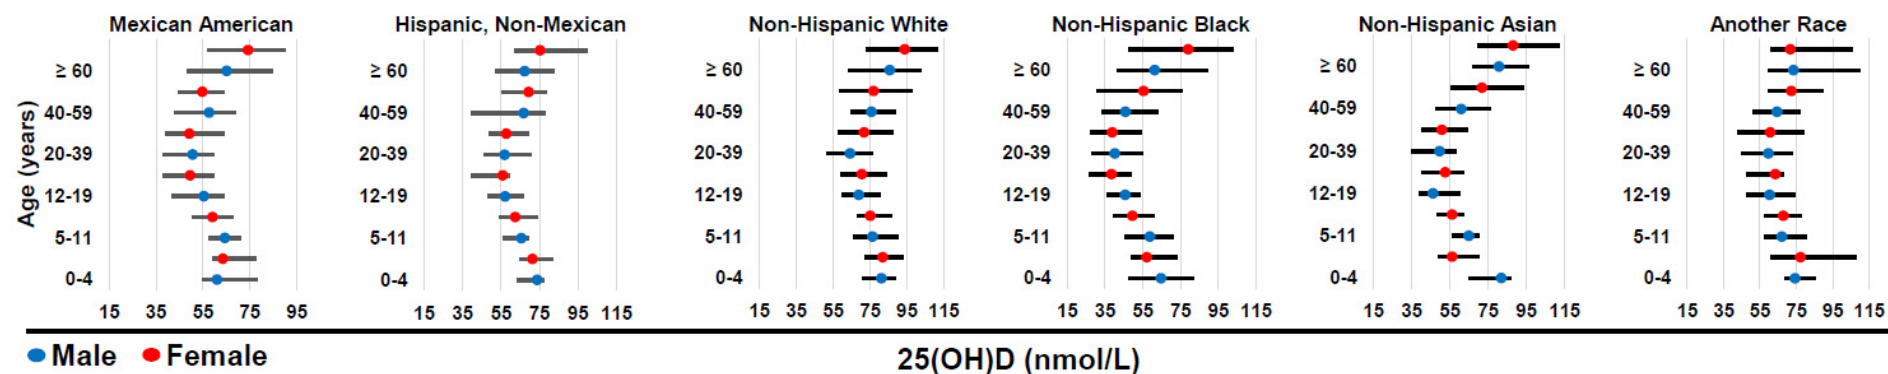 Mexican American Hispanic, Non-Mexican Non-Hispanic White Non-Hispanic Black Non-Hispanic Asian Another Race
Age (years)
≥ 60 ≥ 60 ≥ 60 ≥ 60 ≥ 60 ≥ 60
40-59 40-59 40-59 40-59 40-59 40-59
20-39 20-39 20-39 20-39 20-39 20-39
12-19 12-19 12-19 12-19 12-19 12-19
5-11 5-11 5-11 5-11 5-11 5-11
0-4 0-4 0-4 0-4 0-4 0-4
15 35 55 75 95 15 35 55 75 95 115 15 35 55 75 95 115 15 35 55 75 95 115 15 35 55 75 95 115 15 35 55 75 95 115
Male Female 25(OH)D (nmol/L)